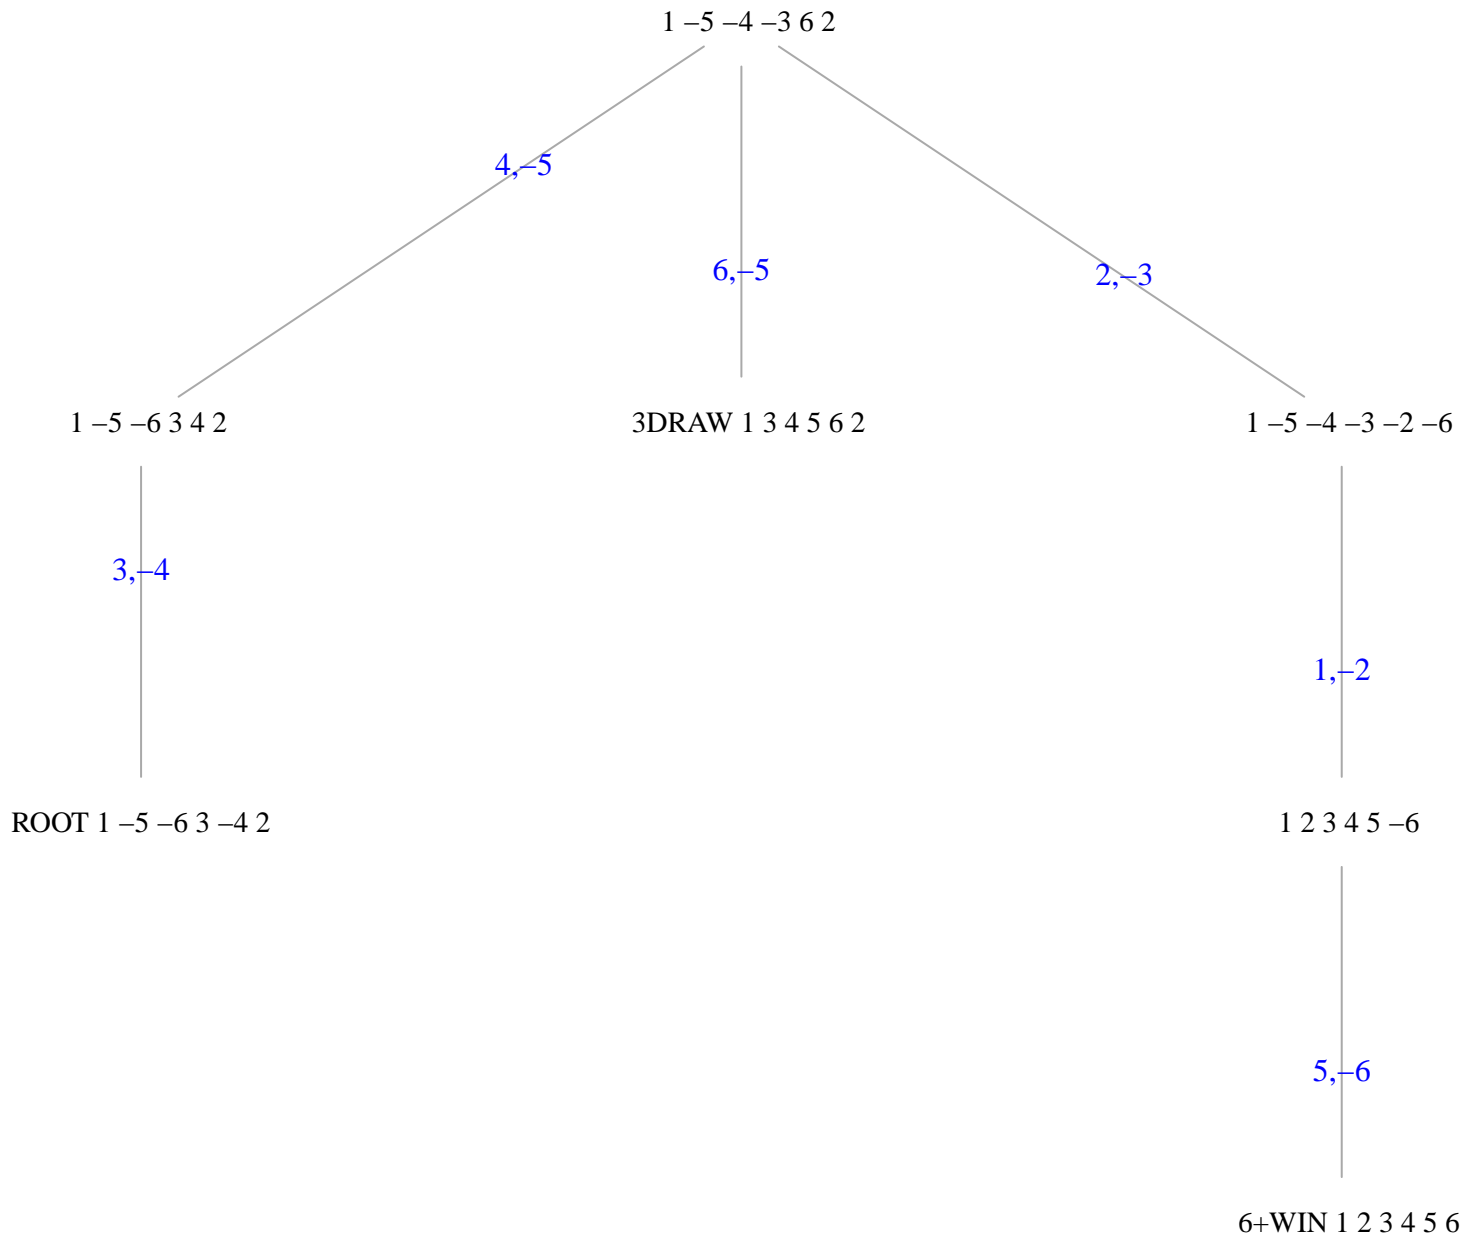 1 –5 –4 –3 6 2
4,–5
6,–5
2,–3
1 –5 –6 3 4 2
3DRAW 1 3 4 5 6 2
1 –5 –4 –3 –2 –6
3,–4
1,–2
ROOT 1 –5 –6 3 –4 2
1 2 3 4 5 –6
5,–6
6+WIN 1 2 3 4 5 6